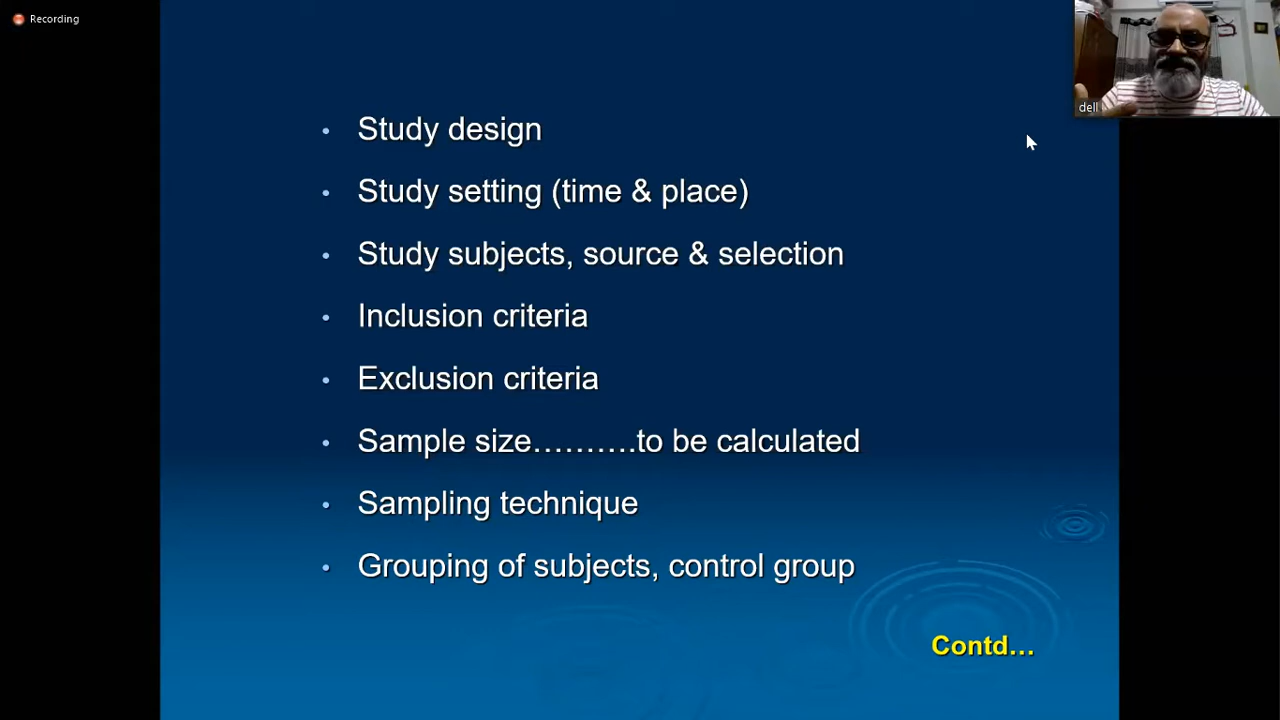 Recording
dell
• Study design
• Study setting (time & place)
• Study subjects, source & selection
• Inclusion criteria
• Exclusion criteria
• Sample size……….to be calculated
• Sampling technique
• Grouping of subjects, control group
Contd…